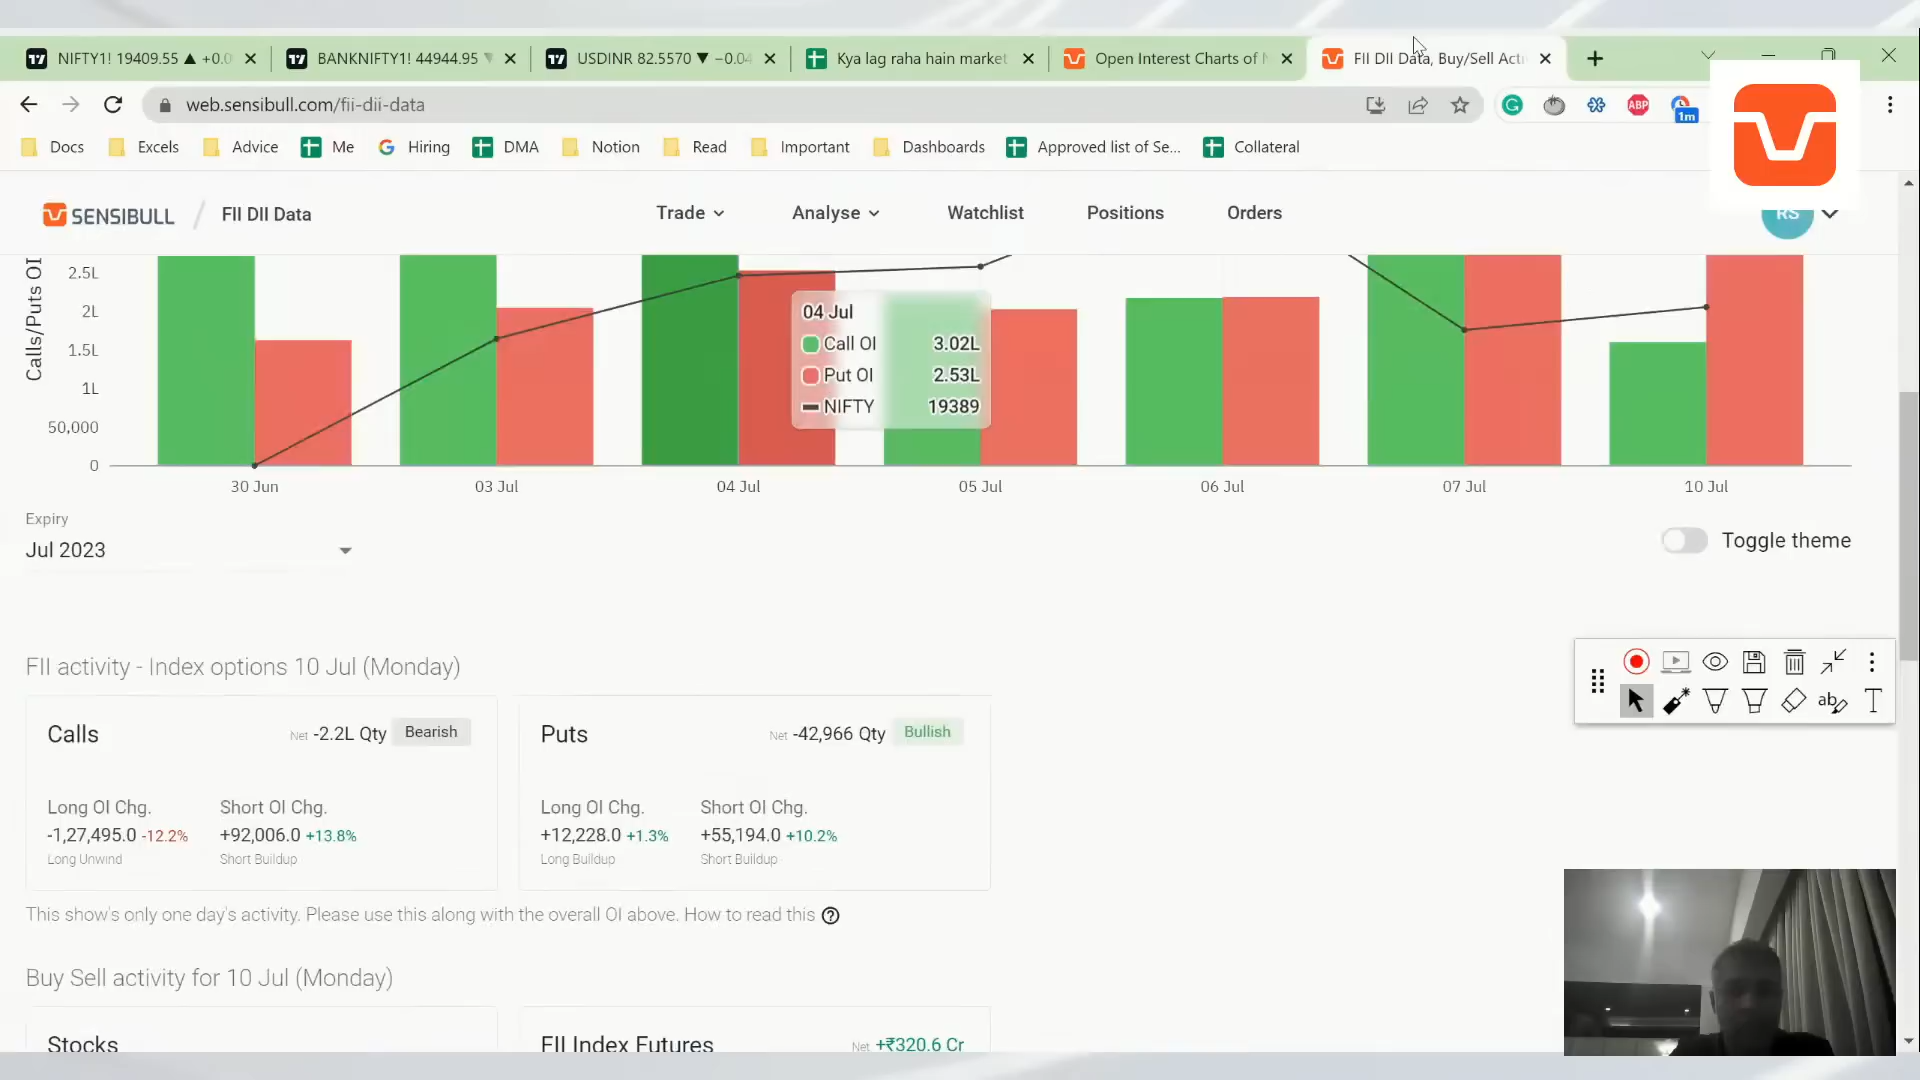 NIFTY1! 19409.55 ▲ +0.0
BANKNIFTY1! 44944.95 ▼
USDINR 82.5570 ▼ −0.04
Kya lag raha hain market
Open Interest Charts of
FII DII Data, Buy/Sell Acti
web.sensibull.com/fii-dii-data
ABP
1m
Docs
Excels
Advice
Me
Hiring
DMA
Notion
Read
Important
Dashboards
Approved list of Se...
Collateral
SENSIBULL
FII DII Data
Trade
Analyse
Watchlist
Positions
Orders
RS
Calls/Puts OI
2.5L
2L
1.5L
1L
50,000
0
04 Jul
Call OI 3.02L
Put OI 2.53L
NIFTY 19389
30 Jun
03 Jul
04 Jul
05 Jul
06 Jul
07 Jul
10 Jul
Expiry
Jul 2023
Toggle theme
FII activity - Index options 10 Jul (Monday)
Calls
Net -2.2L Qty Bearish
Long OI Chg.
-1,27,495.0 -12.2%
Long Unwind
Short OI Chg.
+92,006.0 +13.8%
Short Buildup
Puts
Net -42,966 Qty Bullish
Long OI Chg.
+12,228.0 +1.3%
Long Buildup
Short OI Chg.
+55,194.0 +10.2%
Short Buildup
This show's only one day's activity. Please use this along with the overall OI above. How to read this ?
ab
T
Buy Sell activity for 10 Jul (Monday)
Stocks
FII Index Futures
Net +₹320.6 Cr